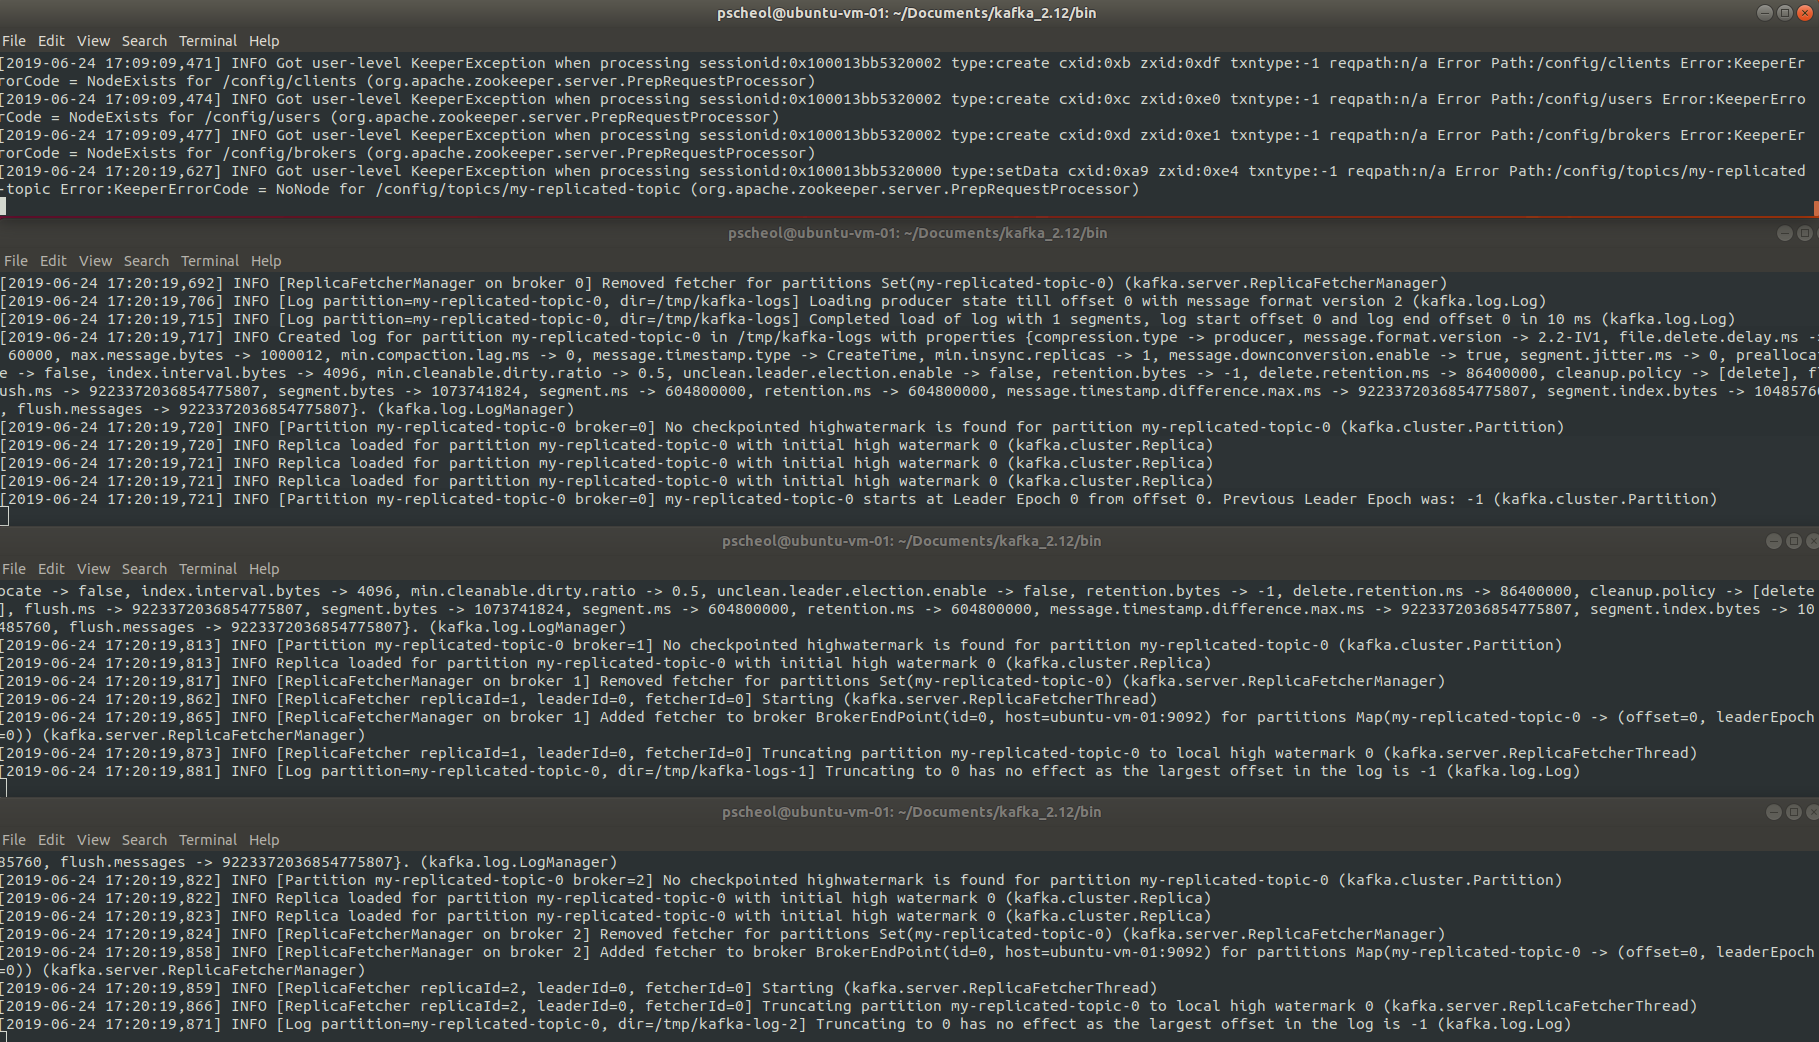 pscheol@ubuntu-vm-01: ~/Documents/kafka_2.12/bin
File Edit View Search Terminal Help
[2019-06-24 17:09:09,471] INFO Got user-level KeeperException when processing sessionid:0x100013bb5320002 type:create cxid:0xb zxid:0xdf txntype:-1 reqpath:n/a Error Path:/config/clients Error:KeeperEr
rorCode = NodeExists for /config/clients (org.apache.zookeeper.server.PrepRequestProcessor)
[2019-06-24 17:09:09,474] INFO Got user-level KeeperException when processing sessionid:0x100013bb5320002 type:create cxid:0xc zxid:0xe0 txntype:-1 reqpath:n/a Error Path:/config/users Error:KeeperErro
rCode = NodeExists for /config/users (org.apache.zookeeper.server.PrepRequestProcessor)
[2019-06-24 17:09:09,477] INFO Got user-level KeeperException when processing sessionid:0x100013bb5320002 type:create cxid:0xd zxid:0xe1 txntype:-1 reqpath:n/a Error Path:/config/brokers Error:KeeperEr
rorCode = NodeExists for /config/brokers (org.apache.zookeeper.server.PrepRequestProcessor)
[2019-06-24 17:20:19,627] INFO Got user-level KeeperException when processing sessionid:0x100013bb5320000 type:setData cxid:0xa9 zxid:0xe4 txntype:-1 reqpath:n/a Error Path:/config/topics/my-replicated
-topic Error:KeeperErrorCode = NoNode for /config/topics/my-replicated-topic (org.apache.zookeeper.server.PrepRequestProcessor)
pscheol@ubuntu-vm-01: ~/Documents/kafka_2.12/bin
File Edit View Search Terminal Help
[2019-06-24 17:20:19,692] INFO [ReplicaFetcherManager on broker 0] Removed fetcher for partitions Set(my-replicated-topic-0) (kafka.server.ReplicaFetcherManager)
[2019-06-24 17:20:19,706] INFO [Log partition=my-replicated-topic-0, dir=/tmp/kafka-logs] Loading producer state till offset 0 with message format version 2 (kafka.log.Log)
[2019-06-24 17:20:19,715] INFO [Log partition=my-replicated-topic-0, dir=/tmp/kafka-logs] Completed load of log with 1 segments, log start offset 0 and log end offset 0 in 10 ms (kafka.log.Log)
[2019-06-24 17:20:19,717] INFO Created log for partition my-replicated-topic-0 in /tmp/kafka-logs with properties {compression.type -> producer, message.format.version -> 2.2-IV1, file.delete.delay.ms ->
60000, max.message.bytes -> 1000012, min.compaction.lag.ms -> 0, message.timestamp.type -> CreateTime, min.insync.replicas -> 1, message.downconversion.enable -> true, segment.jitter.ms -> 0, preallocat
e -> false, index.interval.bytes -> 4096, min.cleanable.dirty.ratio -> 0.5, unclean.leader.election.enable -> false, retention.bytes -> -1, delete.retention.ms -> 86400000, cleanup.policy -> [delete], fl
ush.ms -> 9223372036854775807, segment.bytes -> 1073741824, segment.ms -> 604800000, retention.ms -> 604800000, message.timestamp.difference.max.ms -> 9223372036854775807, segment.index.bytes -> 10485760
, flush.messages -> 9223372036854775807}. (kafka.log.LogManager)
[2019-06-24 17:20:19,720] INFO [Partition my-replicated-topic-0 broker=0] No checkpointed highwatermark is found for partition my-replicated-topic-0 (kafka.cluster.Partition)
[2019-06-24 17:20:19,720] INFO Replica loaded for partition my-replicated-topic-0 with initial high watermark 0 (kafka.cluster.Replica)
[2019-06-24 17:20:19,721] INFO Replica loaded for partition my-replicated-topic-0 with initial high watermark 0 (kafka.cluster.Replica)
[2019-06-24 17:20:19,721] INFO Replica loaded for partition my-replicated-topic-0 with initial high watermark 0 (kafka.cluster.Replica)
[2019-06-24 17:20:19,721] INFO [Partition my-replicated-topic-0 broker=0] my-replicated-topic-0 starts at Leader Epoch 0 from offset 0. Previous Leader Epoch was: -1 (kafka.cluster.Partition)
pscheol@ubuntu-vm-01: ~/Documents/kafka_2.12/bin
File Edit View Search Terminal Help
ocate -> false, index.interval.bytes -> 4096, min.cleanable.dirty.ratio -> 0.5, unclean.leader.election.enable -> false, retention.bytes -> -1, delete.retention.ms -> 86400000, cleanup.policy -> [delete
], flush.ms -> 9223372036854775807, segment.bytes -> 1073741824, segment.ms -> 604800000, retention.ms -> 604800000, message.timestamp.difference.max.ms -> 9223372036854775807, segment.index.bytes -> 10
485760, flush.messages -> 9223372036854775807}. (kafka.log.LogManager)
[2019-06-24 17:20:19,813] INFO [Partition my-replicated-topic-0 broker=1] No checkpointed highwatermark is found for partition my-replicated-topic-0 (kafka.cluster.Partition)
[2019-06-24 17:20:19,813] INFO Replica loaded for partition my-replicated-topic-0 with initial high watermark 0 (kafka.cluster.Replica)
[2019-06-24 17:20:19,817] INFO [ReplicaFetcherManager on broker 1] Removed fetcher for partitions Set(my-replicated-topic-0) (kafka.server.ReplicaFetcherManager)
[2019-06-24 17:20:19,862] INFO [ReplicaFetcher replicaId=1, leaderId=0, fetcherId=0] Starting (kafka.server.ReplicaFetcherThread)
[2019-06-24 17:20:19,865] INFO [ReplicaFetcherManager on broker 1] Added fetcher to broker BrokerEndPoint(id=0, host=ubuntu-vm-01:9092) for partitions Map(my-replicated-topic-0 -> (offset=0, leaderEpoch
=0)) (kafka.server.ReplicaFetcherManager)
[2019-06-24 17:20:19,873] INFO [ReplicaFetcher replicaId=1, leaderId=0, fetcherId=0] Truncating partition my-replicated-topic-0 to local high watermark 0 (kafka.server.ReplicaFetcherThread)
[2019-06-24 17:20:19,881] INFO [Log partition=my-replicated-topic-0, dir=/tmp/kafka-logs-1] Truncating to 0 has no effect as the largest offset in the log is -1 (kafka.log.Log)
pscheol@ubuntu-vm-01: ~/Documents/kafka_2.12/bin
File Edit View Search Terminal Help
85760, flush.messages -> 9223372036854775807}. (kafka.log.LogManager)
[2019-06-24 17:20:19,822] INFO [Partition my-replicated-topic-0 broker=2] No checkpointed highwatermark is found for partition my-replicated-topic-0 (kafka.cluster.Partition)
[2019-06-24 17:20:19,822] INFO Replica loaded for partition my-replicated-topic-0 with initial high watermark 0 (kafka.cluster.Replica)
[2019-06-24 17:20:19,823] INFO Replica loaded for partition my-replicated-topic-0 with initial high watermark 0 (kafka.cluster.Replica)
[2019-06-24 17:20:19,824] INFO [ReplicaFetcherManager on broker 2] Removed fetcher for partitions Set(my-replicated-topic-0) (kafka.server.ReplicaFetcherManager)
[2019-06-24 17:20:19,858] INFO [ReplicaFetcherManager on broker 2] Added fetcher to broker BrokerEndPoint(id=0, host=ubuntu-vm-01:9092) for partitions Map(my-replicated-topic-0 -> (offset=0, leaderEpoch
=0)) (kafka.server.ReplicaFetcherManager)
[2019-06-24 17:20:19,859] INFO [ReplicaFetcher replicaId=2, leaderId=0, fetcherId=0] Starting (kafka.server.ReplicaFetcherThread)
[2019-06-24 17:20:19,866] INFO [ReplicaFetcher replicaId=2, leaderId=0, fetcherId=0] Truncating partition my-replicated-topic-0 to local high watermark 0 (kafka.server.ReplicaFetcherThread)
[2019-06-24 17:20:19,871] INFO [Log partition=my-replicated-topic-0, dir=/tmp/kafka-log-2] Truncating to 0 has no effect as the largest offset in the log is -1 (kafka.log.Log)